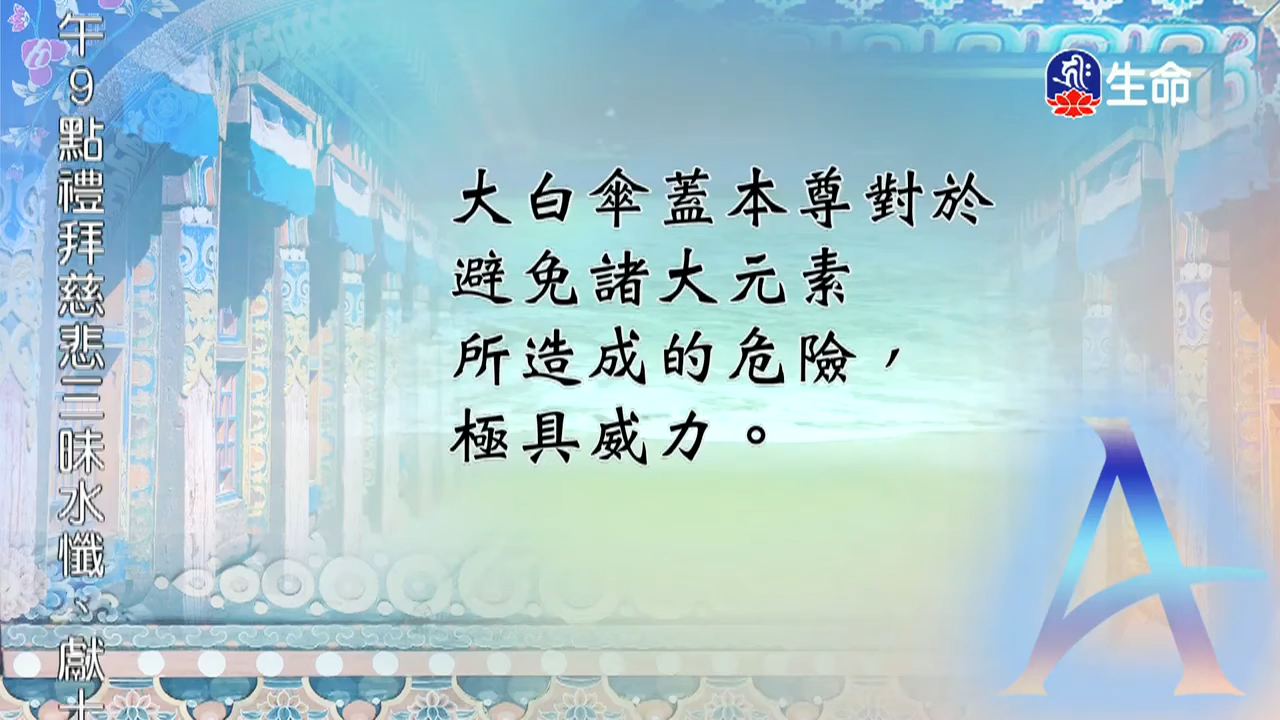 午9點禮拜慈悲三昧水懺、獻
生命
大白傘蓋本尊對於
避免諸大元素
所造成的危險，
極具威力。
A